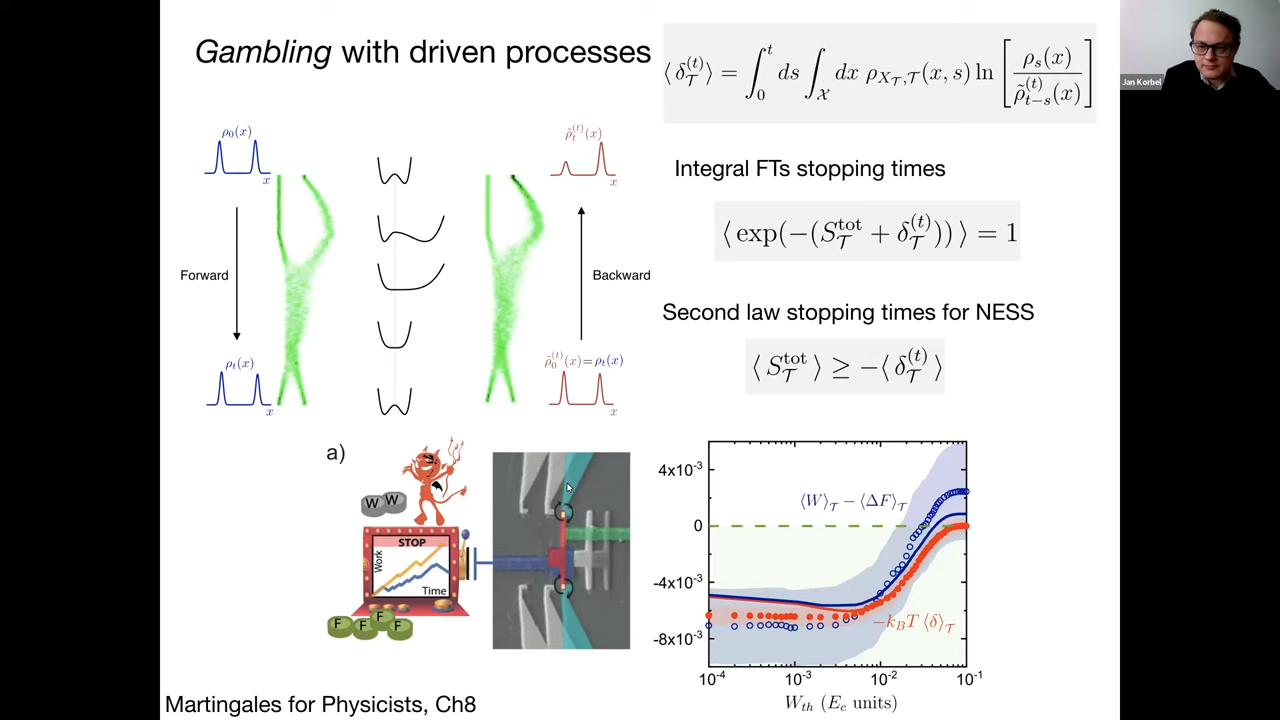 Gambling with driven processes
⟨ δ_𝒯^(t) ⟩ = ∫_0^t ds ∫_𝒳 dx ρ_{X_𝒯,𝒯}(x, s) ln [ ρ_s(x) / ρ̃_{t−s}^(t)(x) ]
Jan Korbel
Integral FTs stopping times
⟨ exp(−(S_𝒯^tot + δ_𝒯^(t))) ⟩ = 1
Second law stopping times for NESS
⟨ S_𝒯^tot ⟩ ≥ −⟨ δ_𝒯^(t) ⟩
ρ_0(x)
x
ρ̃_t^(t)(x)
x
Forward
Backward
ρ_t(x)
x
ρ̃_0^(t)(x)=ρ_t(x)
x
a)
W W
STOP
Work
Time
F F F F
4x10^-3
0
-4x10^-3
-8x10^-3
⟨W⟩_𝒯 − ⟨ΔF⟩_𝒯
−k_B T ⟨δ⟩_𝒯
10^-4 10^-3 10^-2 10^-1
W_th (E_c units)
Martingales for Physicists, Ch8